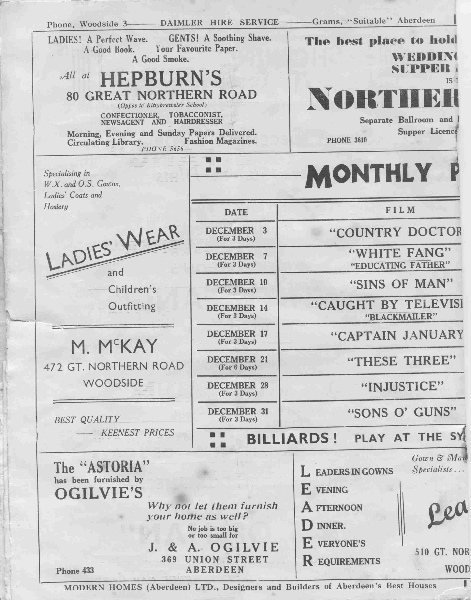 Phone, Woodside 3 — DAIMLER HIRE SERVICE — Grams, "Suitable" Aberdeen
LADIES! A Perfect Wave. GENTS! A Soothing Shave.
A Good Book. Your Favourite Paper.
A Good Smoke.
All at HEPBURN'S
80 GREAT NORTHERN ROAD
(Opposite Kittybrewster School)
CONFECTIONER, TOBACCONIST,
NEWSAGENT AND HAIRDRESSER
Morning, Evening and Sunday Papers Delivered.
Circulating Library. Fashion Magazines.
PHONE
The best place to hold
WEDDING
SUPPER
IS
NORTHER
Separate Ballroom and
Supper Licence
PHONE 3610
Specialising in
W.X. and O.S. Gowns,
Ladies' Coats and
Hosiery
LADIES' WEAR
and
Children's
Outfitting
M. McKAY
472 GT. NORTHERN ROAD
WOODSIDE
BEST QUALITY
— KEENEST PRICES
MONTHLY P
DATE FILM
DECEMBER 3 (For 3 Days) "COUNTRY DOCTOR
DECEMBER 7 (For 3 Days) "WHITE FANG"
"EDUCATING FATHER"
DECEMBER 10 (For 3 Days) "SINS OF MAN"
DECEMBER 14 (For 3 Days) "CAUGHT BY TELEVISI
"BLACKMAILER"
DECEMBER 17 (For 3 Days) "CAPTAIN JANUARY
DECEMBER 21 (For 6 Days) "THESE THREE"
DECEMBER 28 (For 3 Days) "INJUSTICE"
DECEMBER 31 (For 3 Days) "SONS O' GUNS"
BILLIARDS! PLAY AT THE SY
The "ASTORIA"
has been furnished by
OGILVIE'S
Why not let them furnish
your home as well?
No job is too big
or too small for
J. & A. OGILVIE
369 UNION STREET
ABERDEEN
Phone 433
LEADERS IN GOWNS
EVENING
AFTERNOON
DINNER.
EVERYONE'S
REQUIREMENTS
Gown & Ma
Specialists...
Lea
510 GT. NOR
WOOD
MODERN HOMES (Aberdeen) LTD., Designers and Builders of Aberdeen's Best Houses